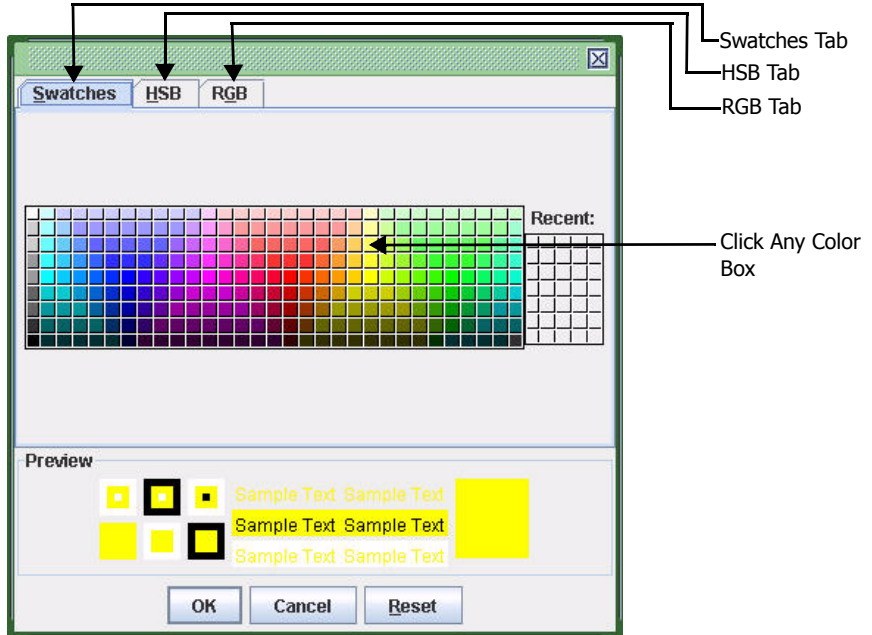 Swatches Tab
HSB Tab
RGB Tab
Swatches HSB RGB
Recent:
Click Any Color
Box
Preview
Sample Text Sample Text
Sample Text Sample Text
Sample Text Sample Text
OK Cancel Reset